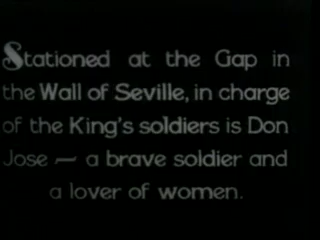 Stationed at the Gap in
the Wall of Seville, in charge
of the King's soldiers is Don
Jose — a brave soldier and
a lover of women.